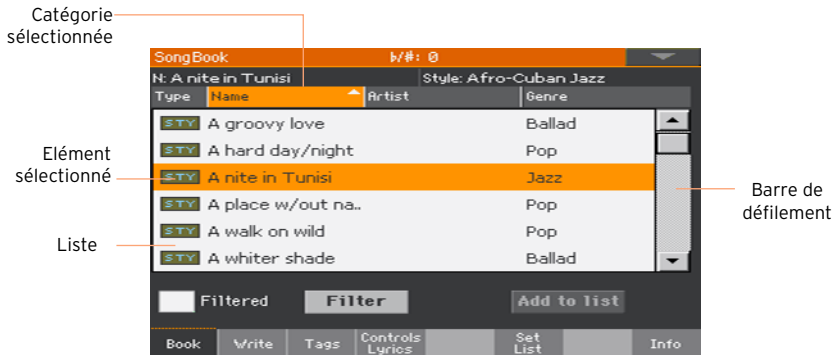 Catégorie
sélectionnée
SongBook ♭/#: 0
N: A nite in Tunisi Style: Afro-Cuban Jazz
Type Name Artist Genre
STY A groovy love Ballad
STY A hard day/night Pop
Elément
sélectionné
STY A nite in Tunisi Jazz
Barre de
défilement
STY A place w/out na.. Pop
STY A walk on wild Pop
Liste
STY A whiter shade Ballad
Filtered Filter Add to list
Book Write Tags Controls Lyrics Set List Info